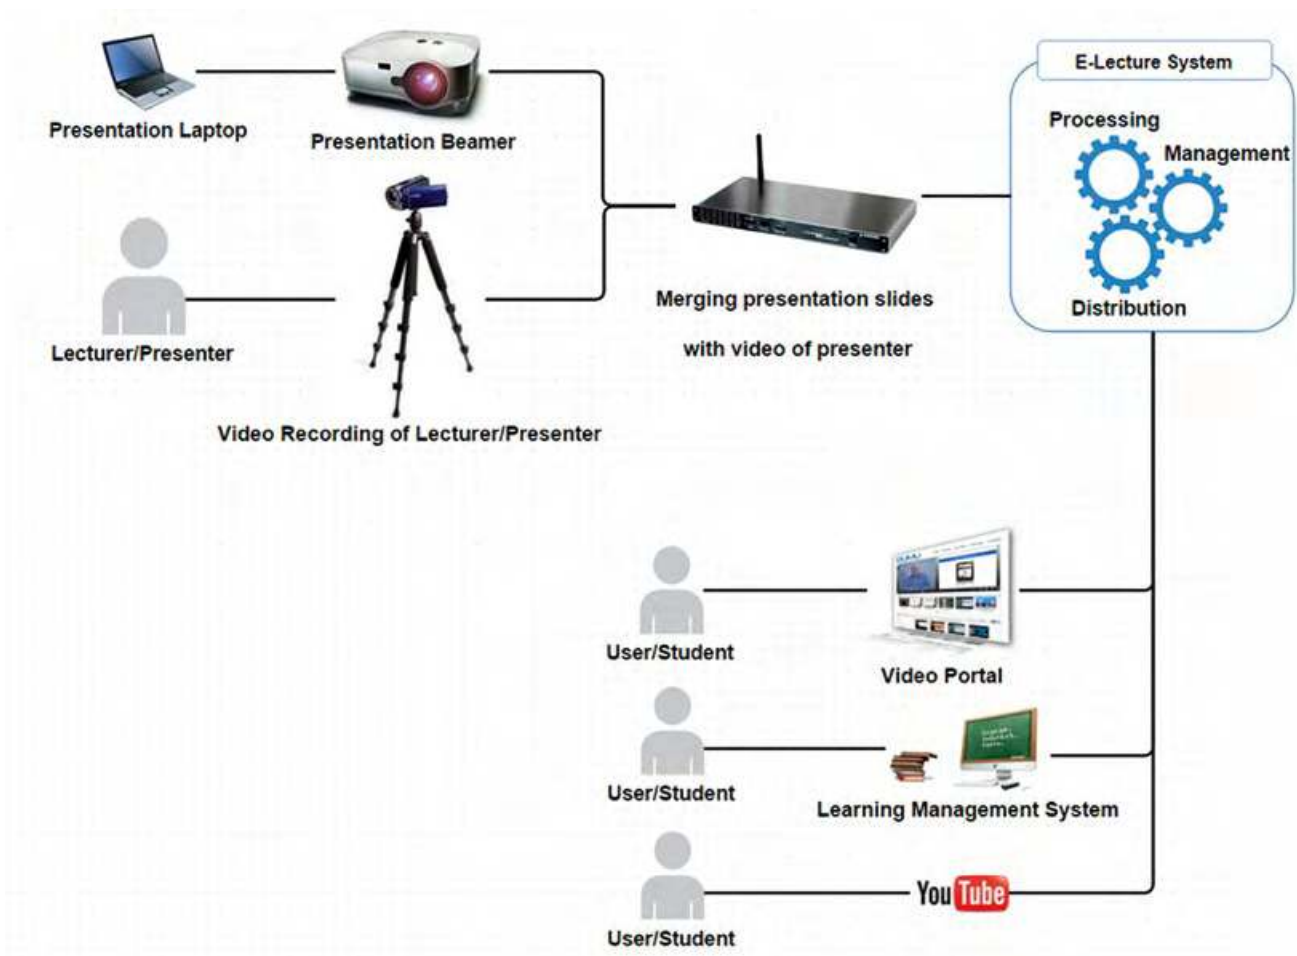 E-Lecture System
Presentation Laptop
Presentation Beamer
Processing
Management
Distribution
Merging presentation slides
with video of presenter
Lecturer/Presenter
Video Recording of Lecturer/Presenter
User/Student
Video Portal
User/Student
Learning Management System
User/Student
YouTube